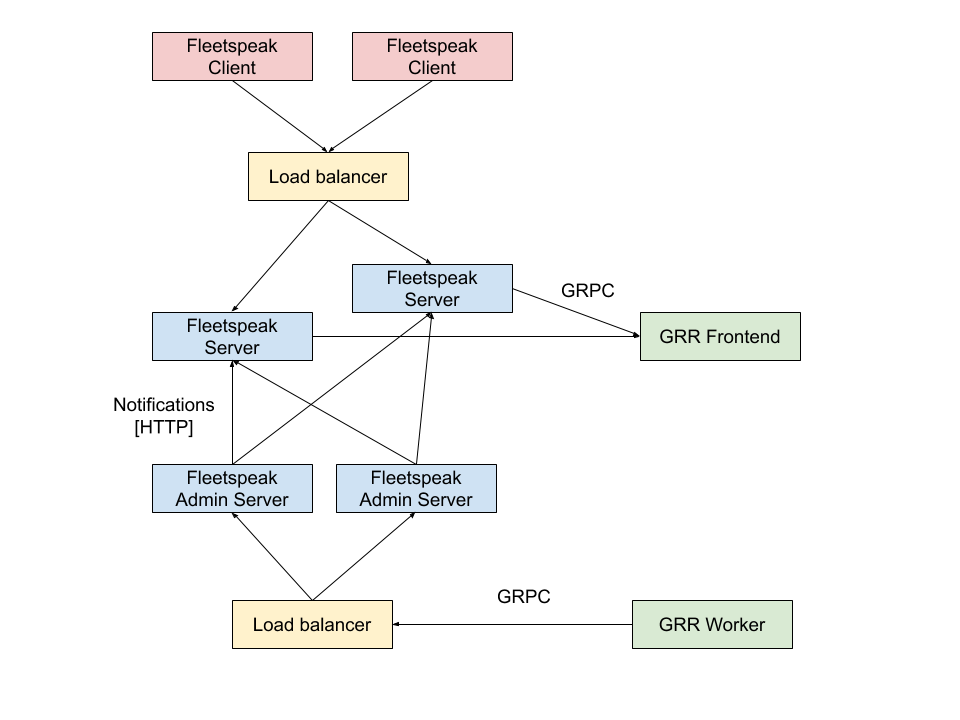 Fleetspeak
Client
Fleetspeak
Client
Load balancer
Fleetspeak
Server
GRPC
Fleetspeak
Server
GRR Frontend
Notifications
[HTTP]
Fleetspeak
Admin Server
Fleetspeak
Admin Server
GRPC
Load balancer
GRR Worker